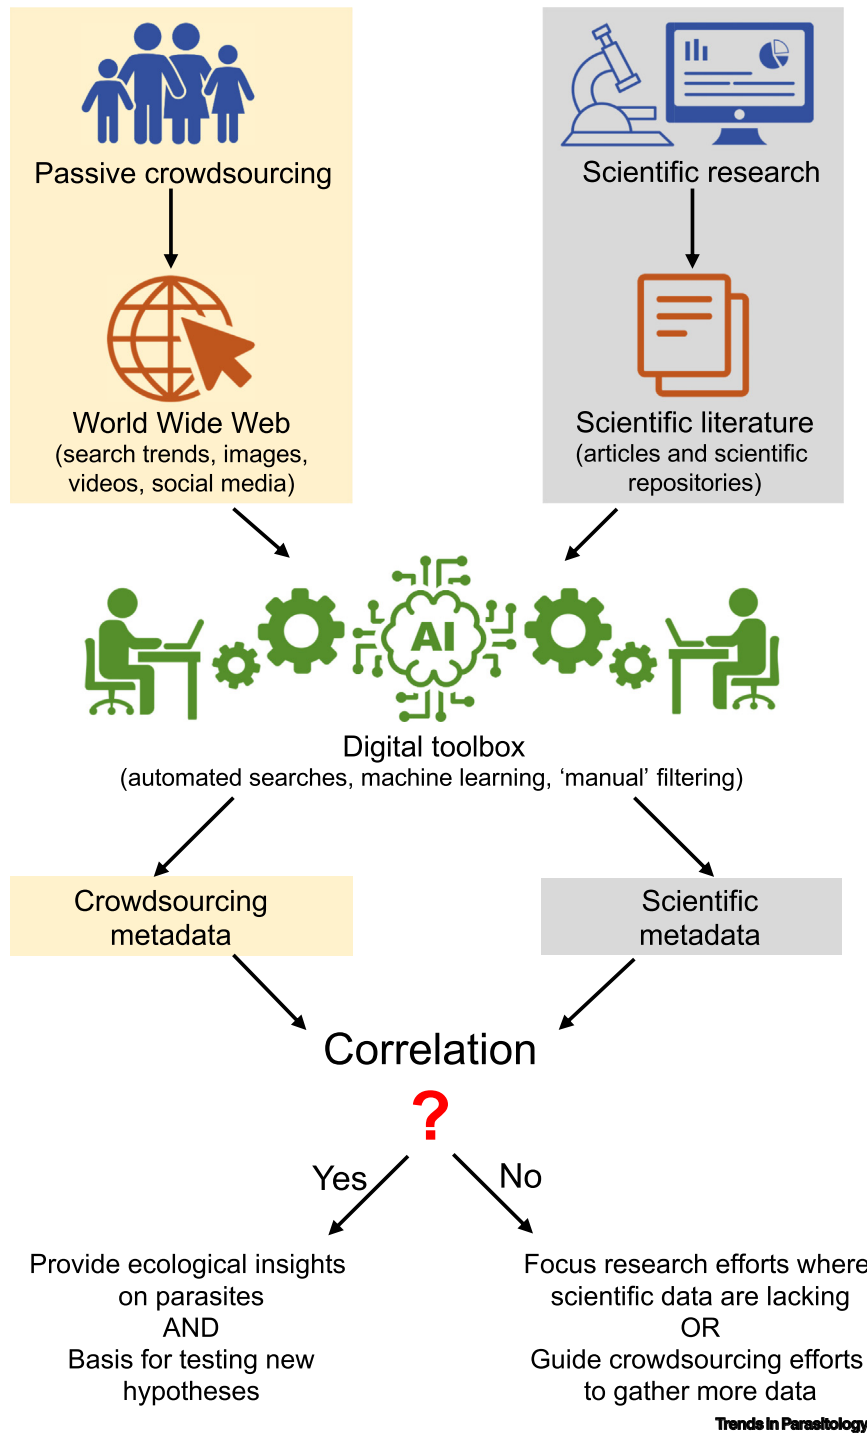 Passive crowdsourcing
Scientific research
World Wide Web
(search trends, images,
videos, social media)
Scientific literature
(articles and scientific
repositories)
AI
Digital toolbox
(automated searches, machine learning, ‘manual’ filtering)
Crowdsourcing
metadata
Scientific
metadata
Correlation
?
Yes
No
Provide ecological insights
on parasites
AND
Basis for testing new
hypotheses
Focus research efforts where
scientific data are lacking
OR
Guide crowdsourcing efforts
to gather more data
Trends in Parasitology